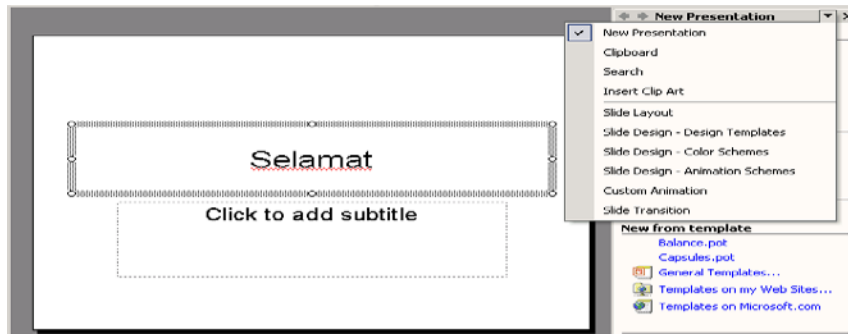 New Presentation
New Presentation
Clipboard
Search
Insert Clip Art
Slide Layout
Slide Design - Design Templates
Slide Design - Color Schemes
Slide Design - Animation Schemes
Custom Animation
Slide Transition
Selamat
Click to add subtitle
New from template
Balance.pot
Capsules.pot
General Templates...
Templates on my Web Sites...
Templates on Microsoft.com